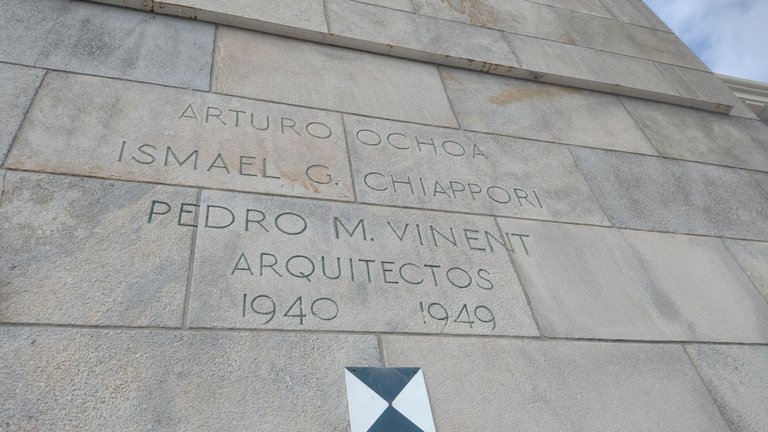 ARTURO OCHOA
ISMAEL G. CHIAPPORI
PEDRO M. VINENT
ARQUITECTOS
1940 1949